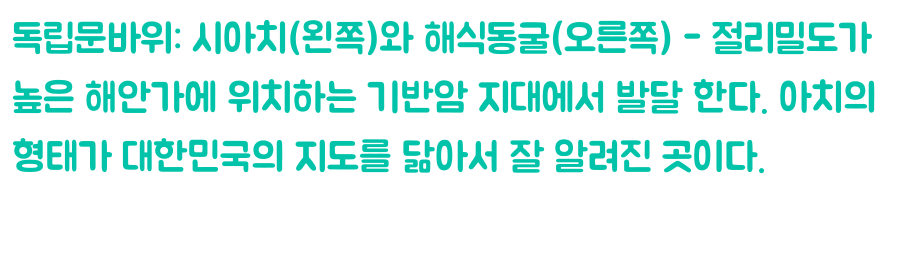 독립문바위: 시아치(왼쪽)와 해식동굴(오른쪽) - 절리밀도가
높은 해안가에 위치하는 기반암 지대에서 발달 한다. 아치의
형태가 대한민국의 지도를 닮아서 잘 알려진 곳이다.